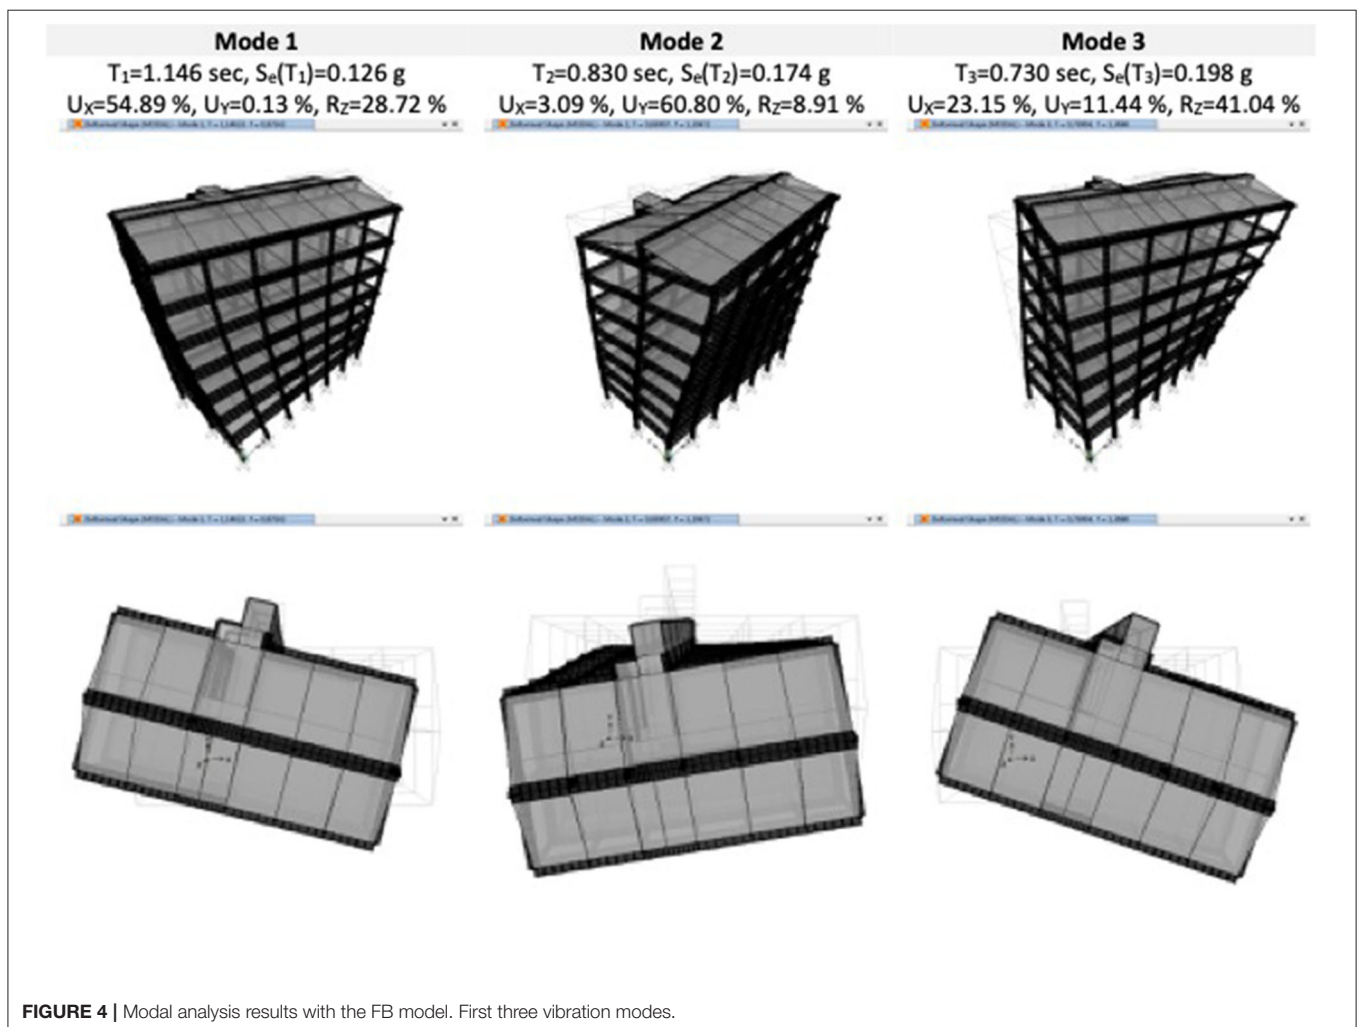 Mode 1
T1=1.146 sec, Se(T1)=0.126 g
UX=54.89 %, UY=0.13 %, RZ=28.72 %
Mode 2
T2=0.830 sec, Se(T2)=0.174 g
UX=3.09 %, UY=60.80 %, RZ=8.91 %
Mode 3
T3=0.730 sec, Se(T3)=0.198 g
UX=23.15 %, UY=11.44 %, RZ=41.04 %
FIGURE 4 | Modal analysis results with the FB model. First three vibration modes.